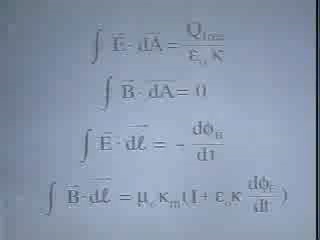 ∫ E⃗ · dA⃗ = Q_free / ε₀ κ
∫ B⃗ · dA⃗ = 0
∫ E⃗ · dℓ⃗ = - dφ_B / dt
∫ B⃗ · dℓ⃗ = μ₀ κ_m (I + ε₀ κ dφ_E / dt )